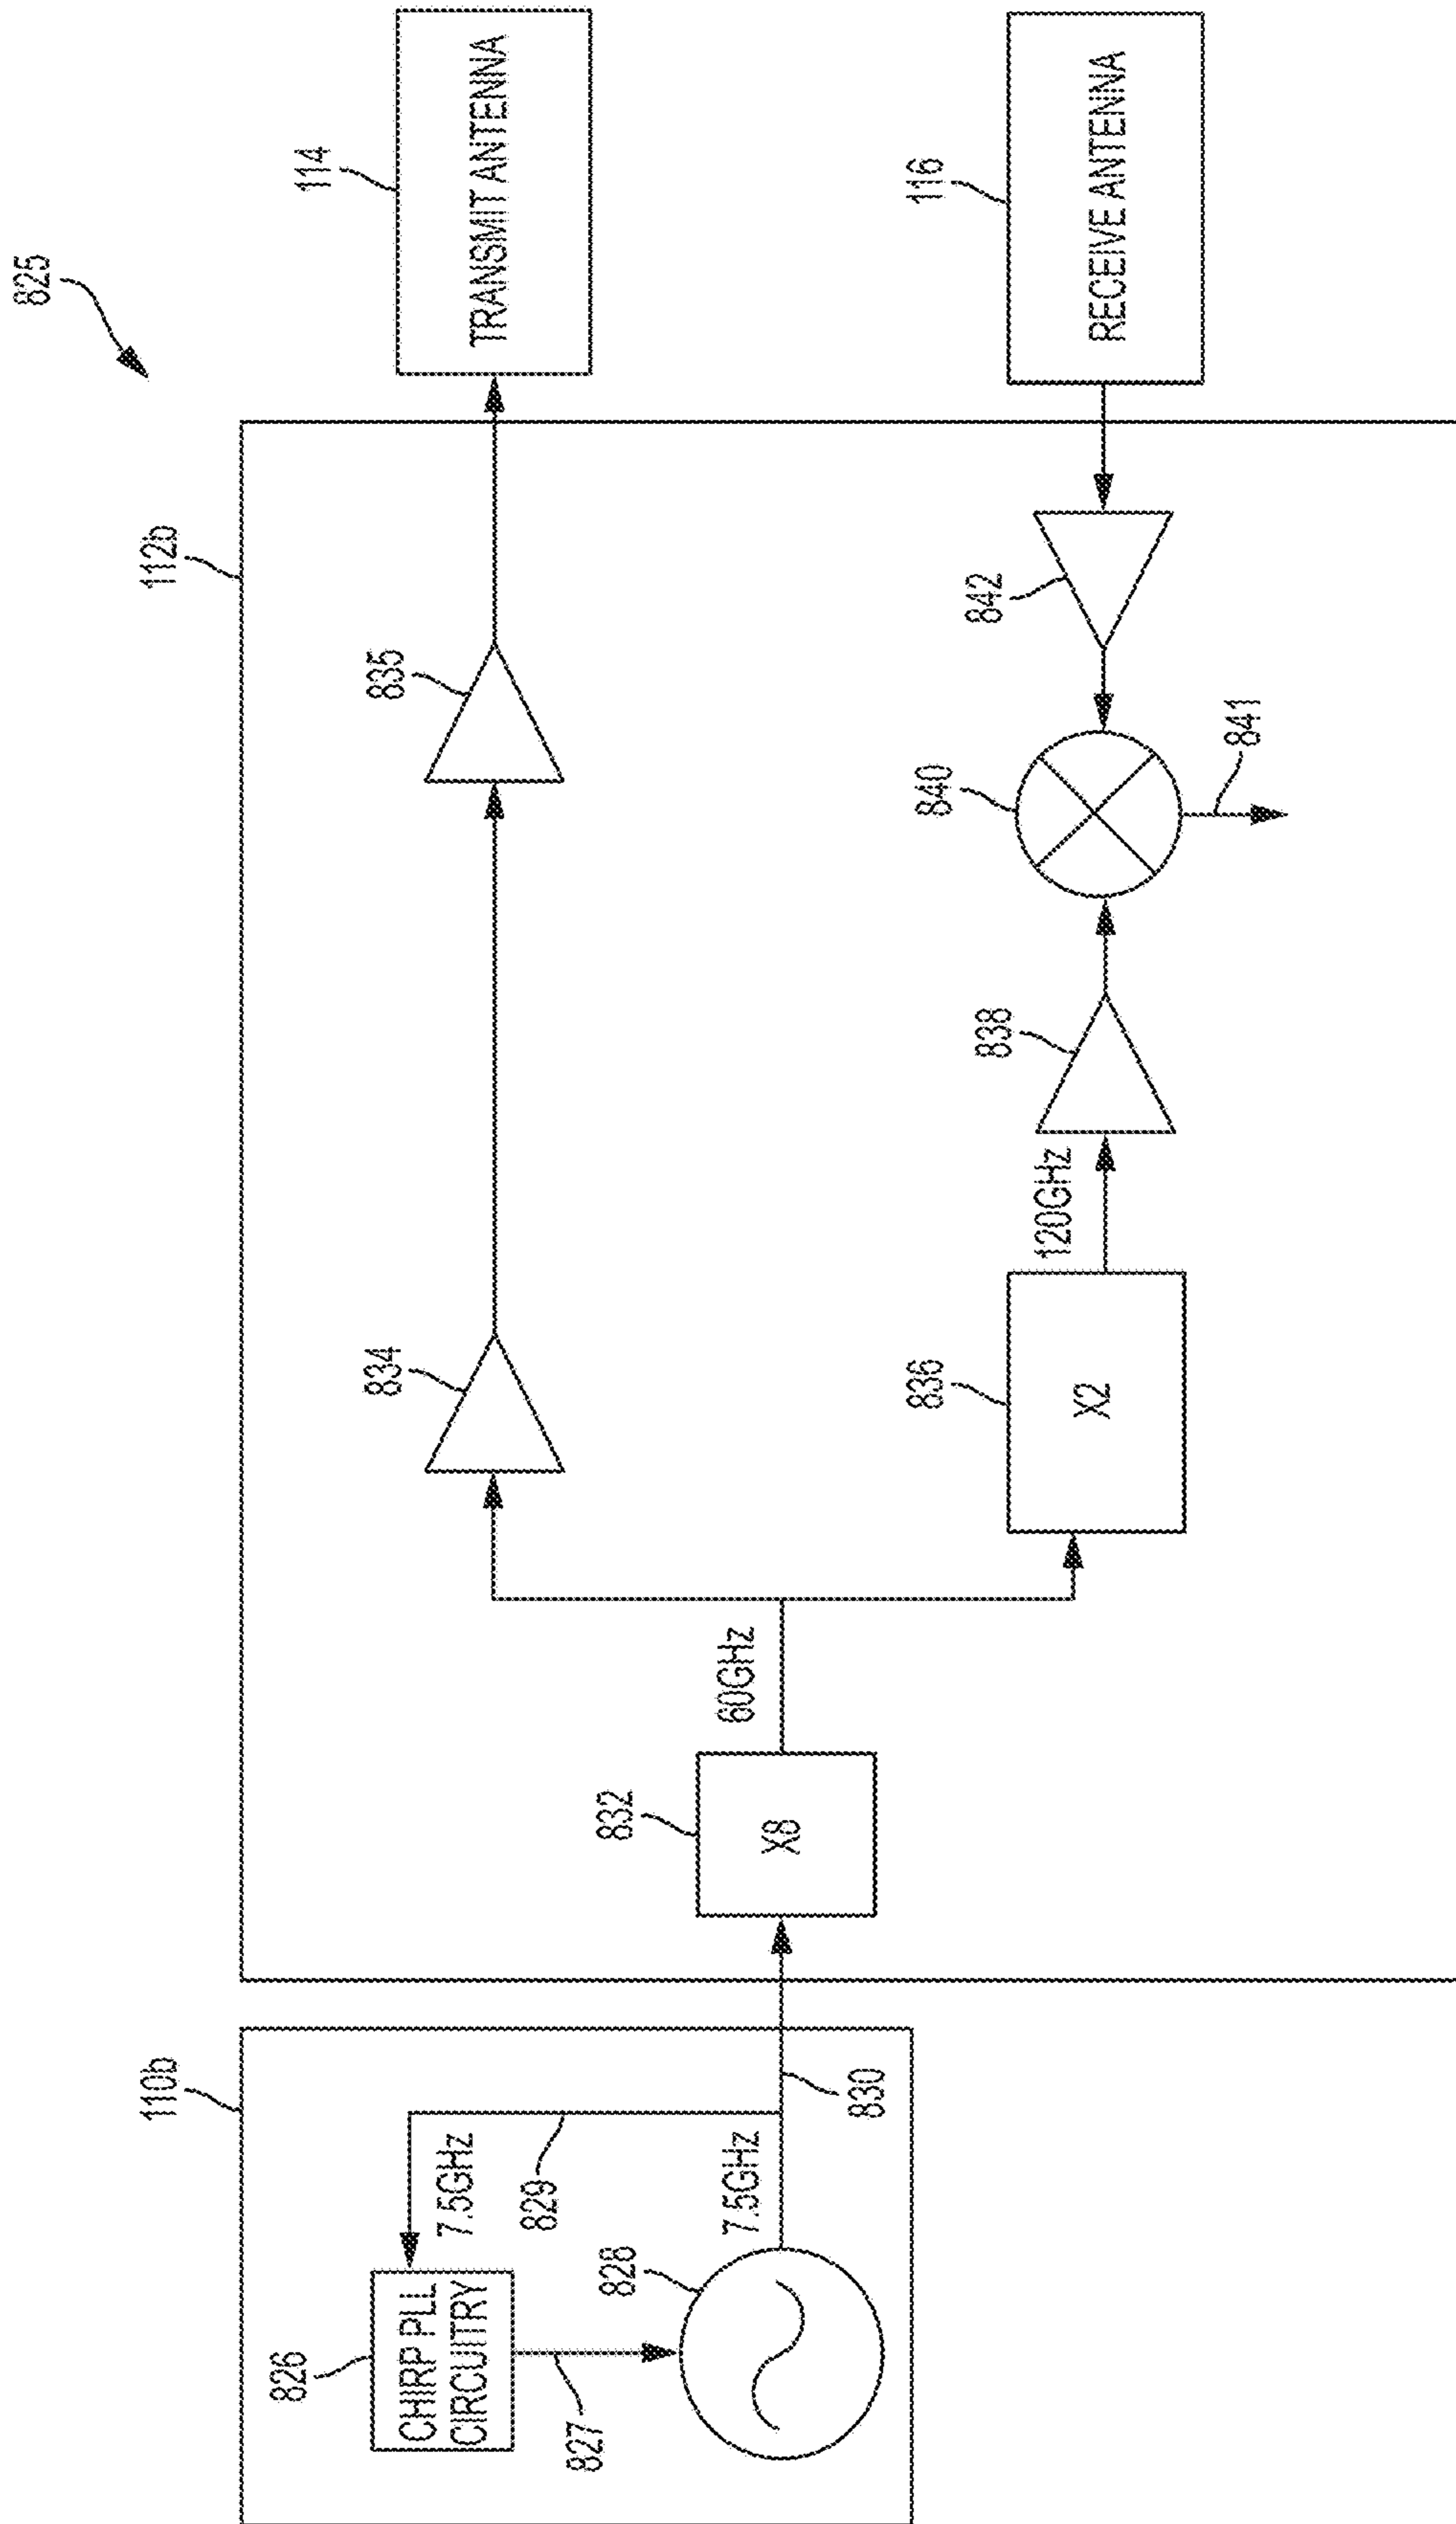 825
110b
826
CHIRP PLL
CIRCUITRY
827
7.5GHz
829
828
7.5GHz
830
112b
832
X8
60GHz
834
835
114
TRANSMIT ANTENNA
836
X2
120GHz
838
840
841
842
116
RECEIVE ANTENNA